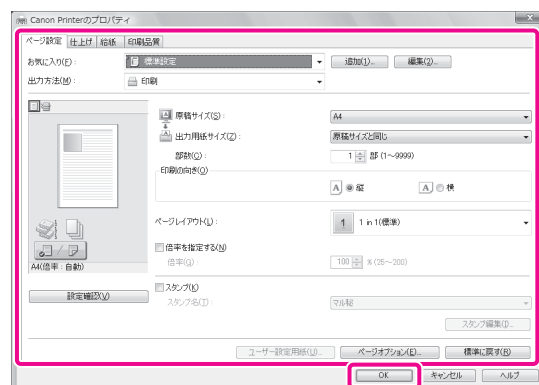 Canon Printerのプロパティ
ページ設定 仕上げ 給紙 印刷品質
お気に入り(F): 標準設定 追加(1)... 編集(2)...
出力方法(M): 印刷
原稿サイズ(S): A4
出力用紙サイズ(Z): 原稿サイズと同じ
部数(C): 1 部 (1~9999)
印刷の向き(O)
A 縦 A 横
ページレイアウト(L): 1 1 in 1(標準)
倍率を指定する(N)
倍率(G): 100 % (25~200)
A4(倍率:自動)
設定確認(V)
スタンプ(K)
スタンプ名(T): マル秘
スタンプ編集(J)...
ユーザー設定用紙(U)... ページオプション(E)... 標準に戻す(R)
OK キャンセル ヘルプ